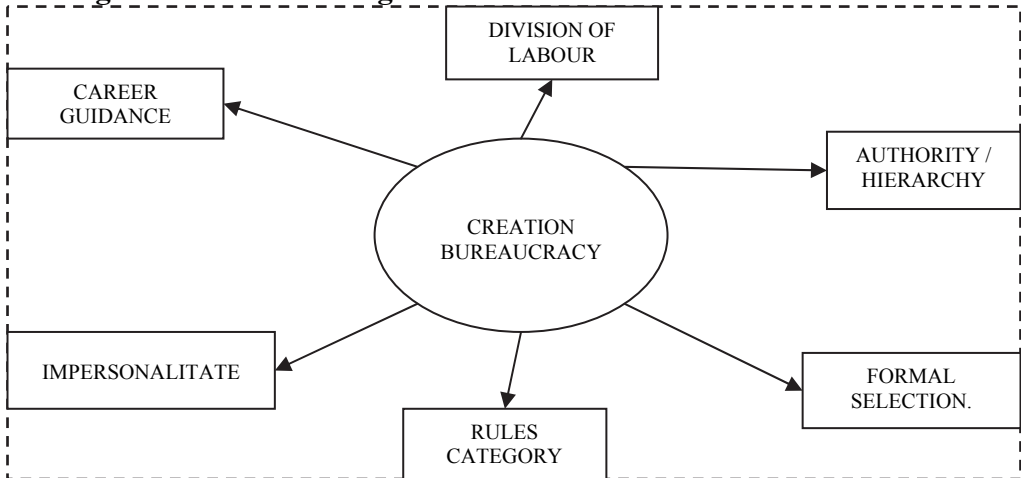 DIVISION OF
LABOUR
CAREER
GUIDANCE
AUTHORITY /
HIERARCHY
CREATION
BUREAUCRACY
IMPERSONALITATE
FORMAL
SELECTION.
RULES
CATEGORY